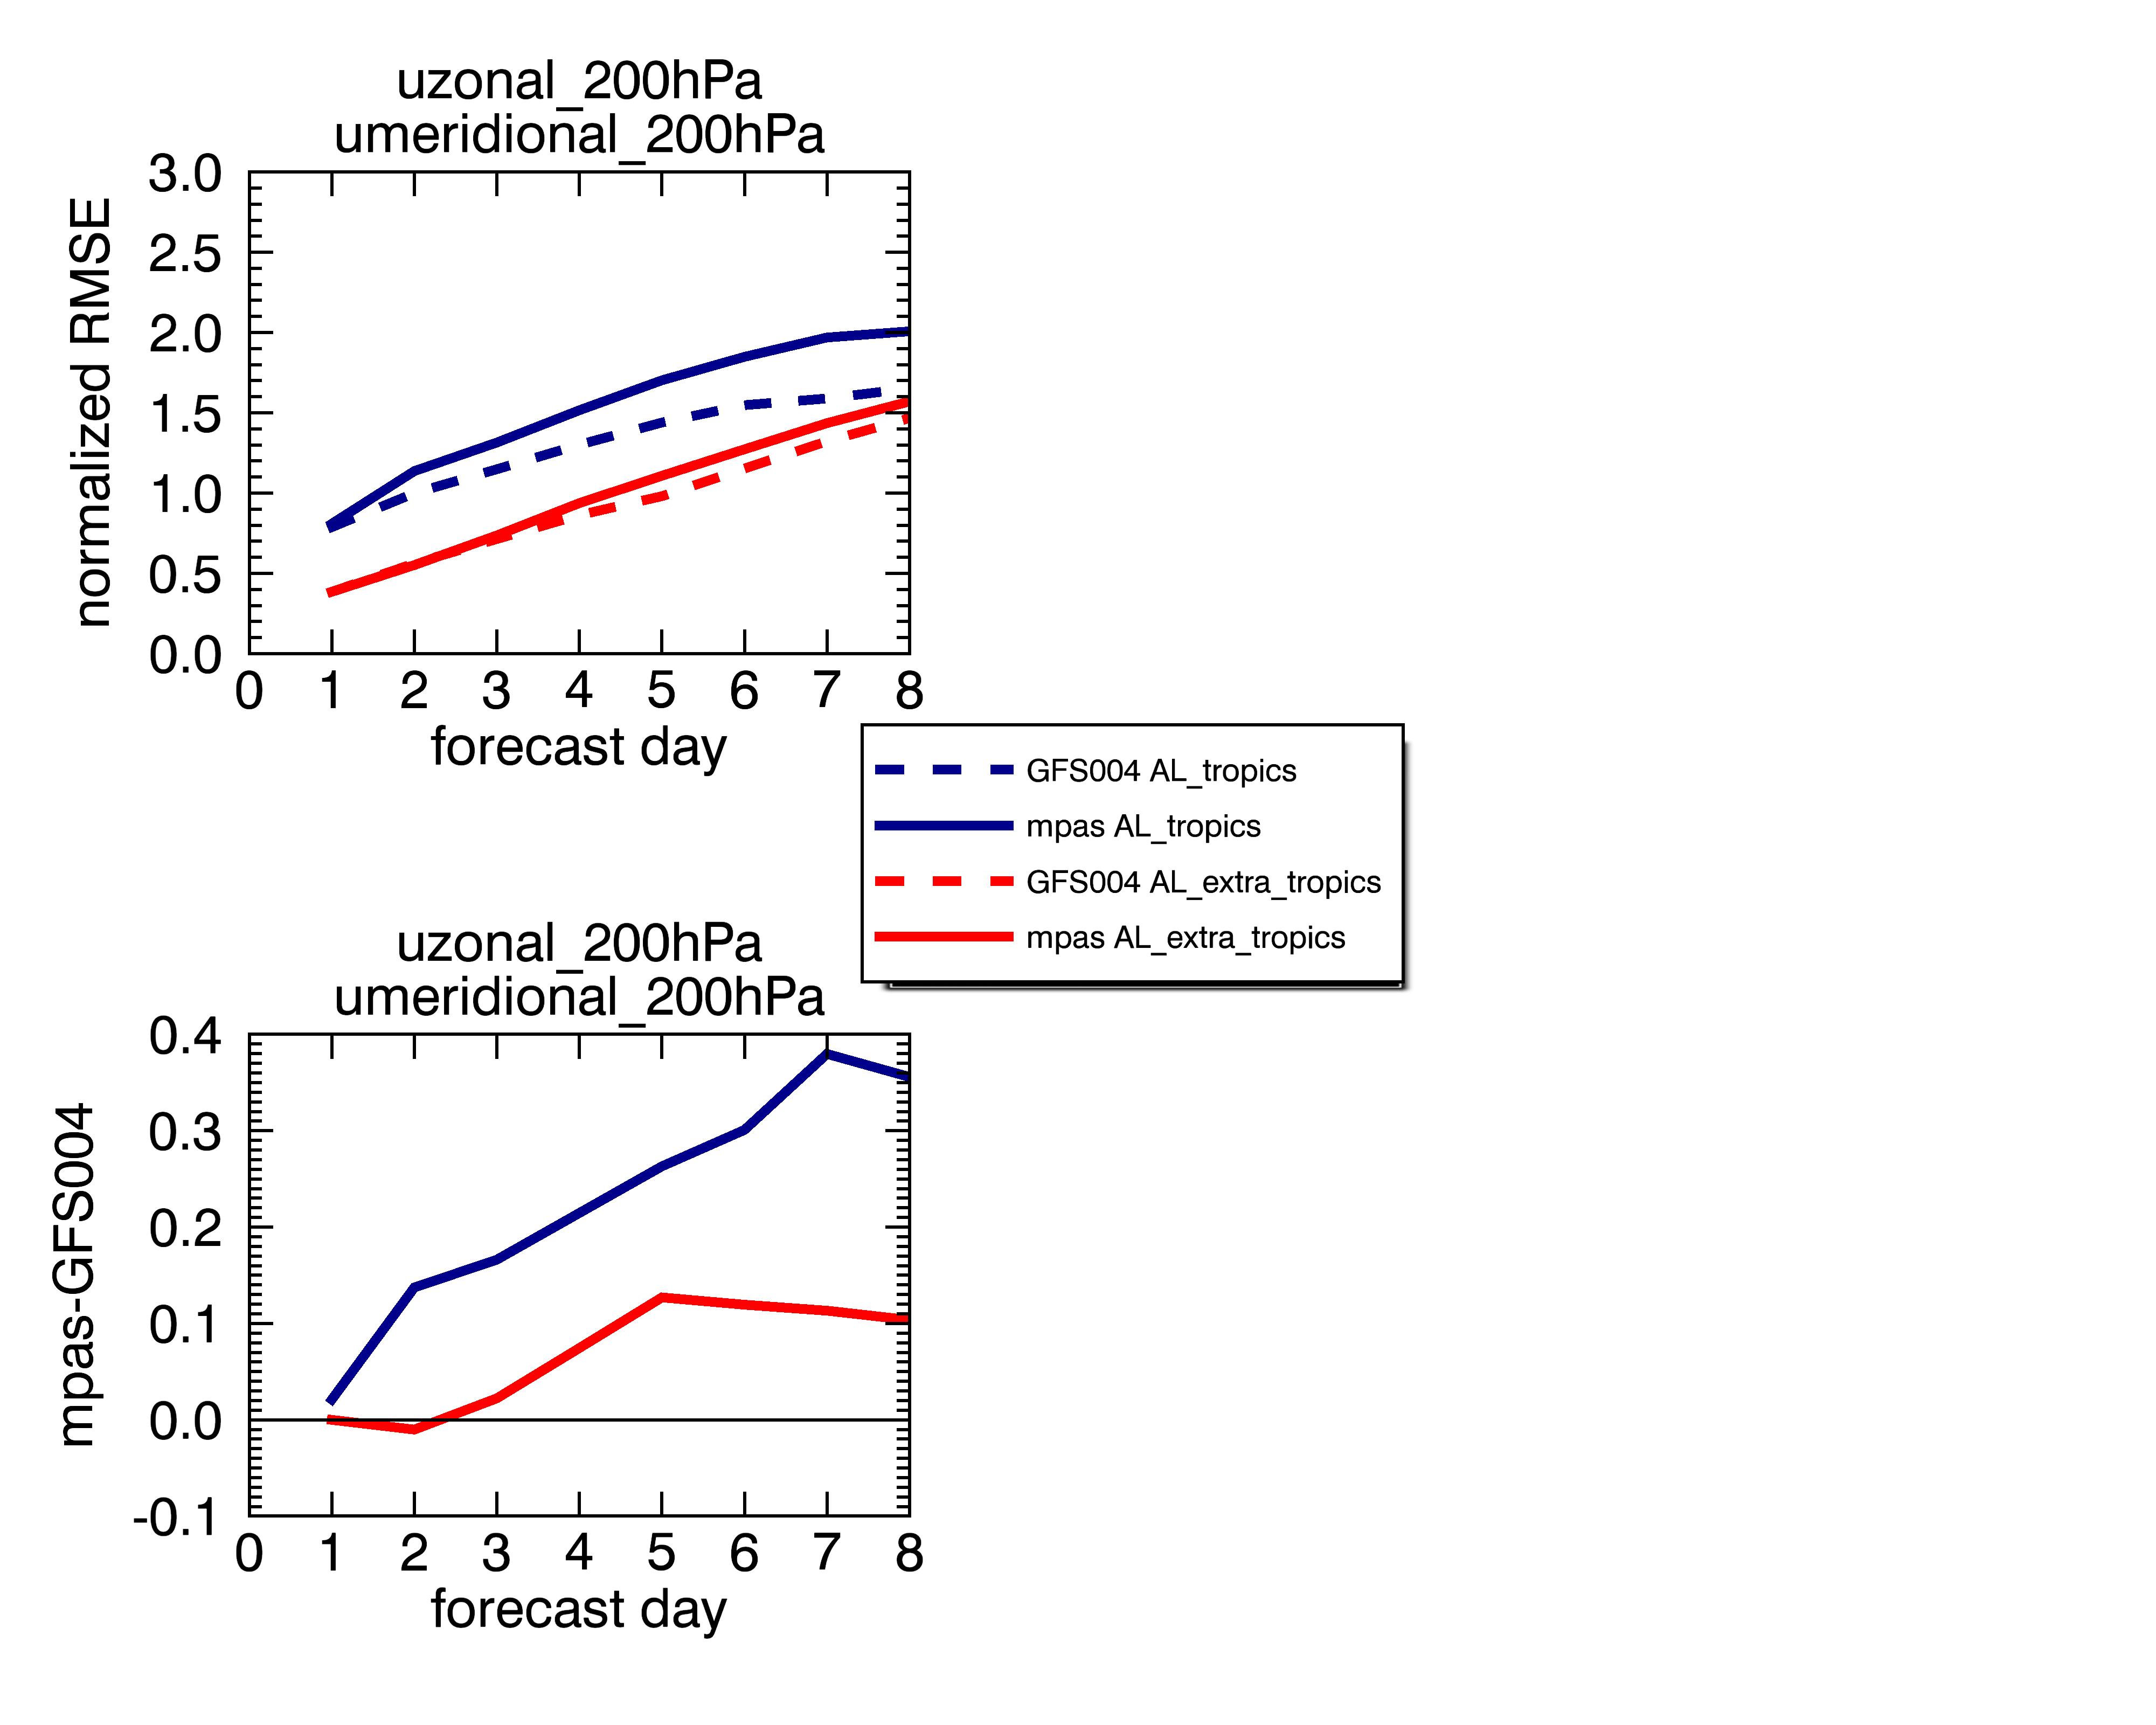 uzonal_200hPa
umeridional_200hPa
normalized RMSE
3.0
2.5
2.0
1.5
1.0
0.5
0.0
0 1 2 3 4 5 6 7 8
forecast day
GFS004 AL_tropics
mpas AL_tropics
GFS004 AL_extra_tropics
mpas AL_extra_tropics
uzonal_200hPa
umeridional_200hPa
mpas-GFS004
0.4
0.3
0.2
0.1
0.0
-0.1
0 1 2 3 4 5 6 7 8
forecast day